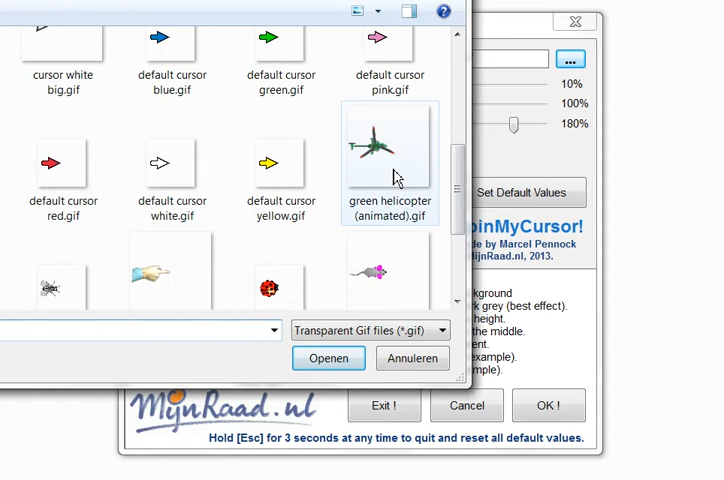 cursor white
big.gif
default cursor
blue.gif
default cursor
green.gif
default cursor
pink.gif
default cursor
red.gif
default cursor
white.gif
default cursor
yellow.gif
green helicopter
(animated).gif
Transparent Gif files (*.gif)
Openen
Annuleren
...
10%
100%
180%
Set Default Values
pinMyCursor!
de by Marcel Pennock
MijnRaad.nl, 2013.
kground
rk grey (best effect).
height.
the middle.
ent.
example).
mple).
MijnRaad.nl
Exit !
Cancel
OK !
Hold [Esc] for 3 seconds at any time to quit and reset all default values.